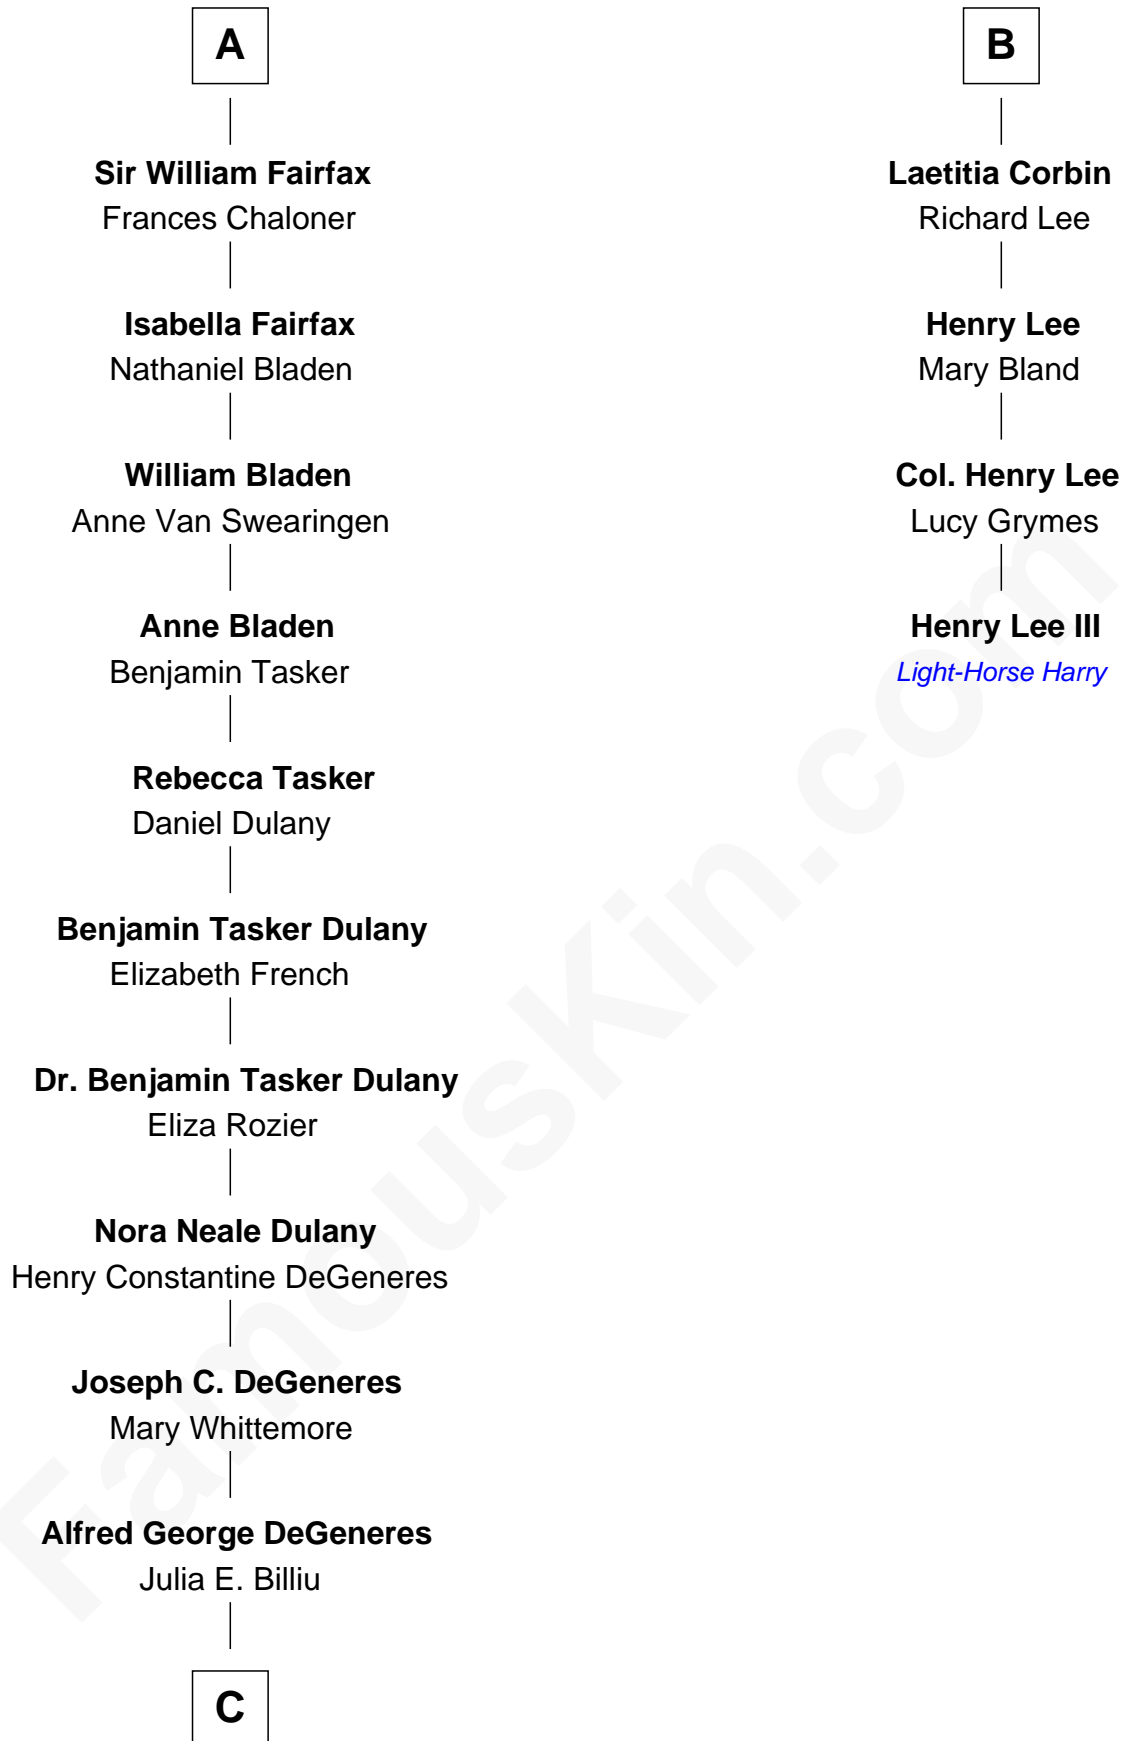 A
Sir William Fairfax
Frances Chaloner
Isabella Fairfax
Nathaniel Bladen
William Bladen
Anne Van Swearingen
Anne Bladen
Benjamin Tasker
Rebecca Tasker
Daniel Dulany
Benjamin Tasker Dulany
Elizabeth French
Dr. Benjamin Tasker Dulany
Eliza Rozier
Nora Neale Dulany
Henry Constantine DeGeneres
Joseph C. DeGeneres
Mary Whittemore
Alfred George DeGeneres
Julia E. Billiu
C
B
Laetitia Corbin
Richard Lee
Henry Lee
Mary Bland
Col. Henry Lee
Lucy Grymes
Henry Lee III
Light-Horse Harry
FamousKin.com